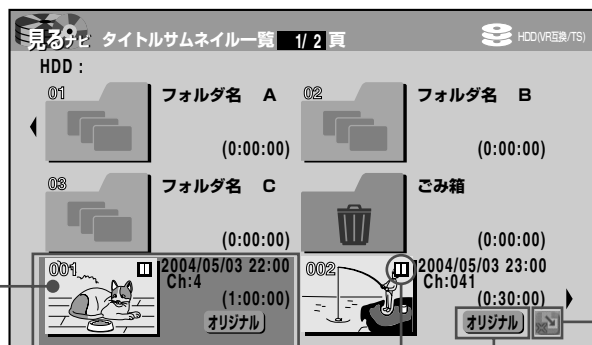 見るナビ タイトルサムネイル一覧 1/ 2 頁 HDD(VR互換/TS)
HDD :
01 フォルダ名 A 02 フォルダ名 B
(0:00:00) (0:00:00)
03 フォルダ名 C ごみ箱
(0:00:00) (0:00:00)
001 2004/05/03 22:00 002 2004/05/03 23:00
Ch:4 Ch:041
(1:00:00) (0:30:00)
オリジナル オリジナル